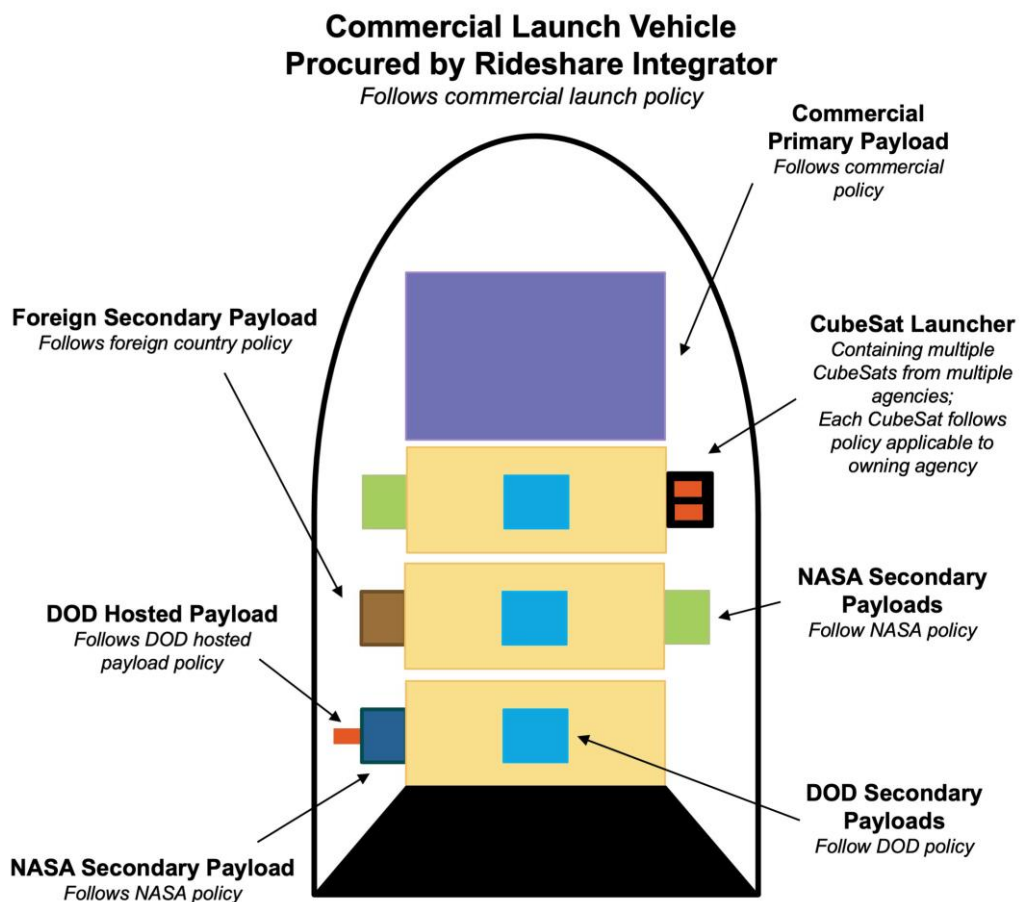 Commercial Launch Vehicle
Procured by Rideshare Integrator
Follows commercial launch policy
Commercial
Primary Payload
Follows commercial
policy
Foreign Secondary Payload
Follows foreign country policy
CubeSat Launcher
Containing multiple
CubeSats from multiple
agencies;
Each CubeSat follows
policy applicable to
owning agency
DOD Hosted Payload
Follows DOD hosted
payload policy
NASA Secondary
Payloads
Follow NASA policy
NASA Secondary Payload
Follows NASA policy
DOD Secondary
Payloads
Follow DOD policy